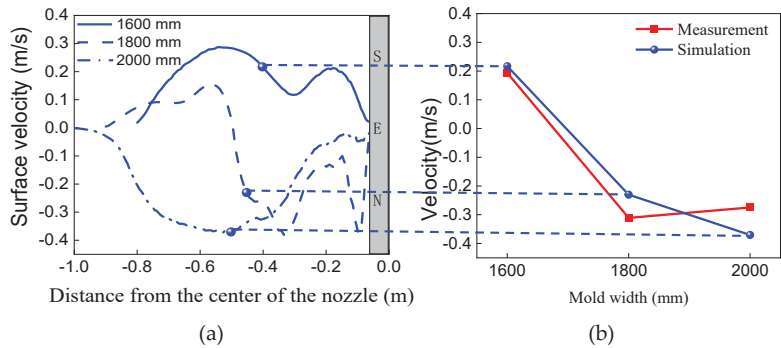 1600 mm
1800 mm
2000 mm
Surface velocity (m/s)
0.4
0.3
0.2
0.1
0.0
-0.1
-0.2
-0.3
-0.4
S
E
N
-1.0 -0.8 -0.6 -0.4 -0.2 0.0
Distance from the center of the nozzle (m)
(a)
Measurement
Simulation
Velocity(m/s)
0.4
0.3
0.2
0.1
0.0
-0.1
-0.2
-0.3
-0.4
1600 1800 2000
Mold width (mm)
(b)